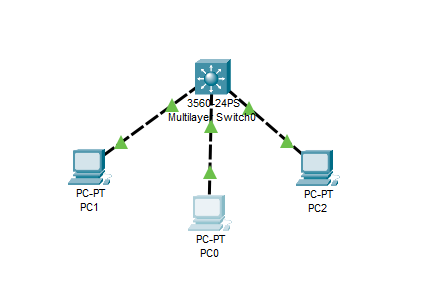 3560-24PS
Multilayer Switch0
PC-PT
PC1
PC-PT
PC0
PC-PT
PC2